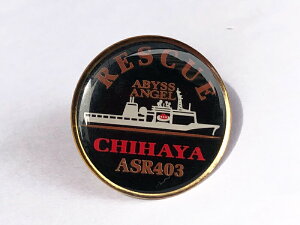 RESCUE
ABYSS
ANGEL
CHIHAYA
ASR403